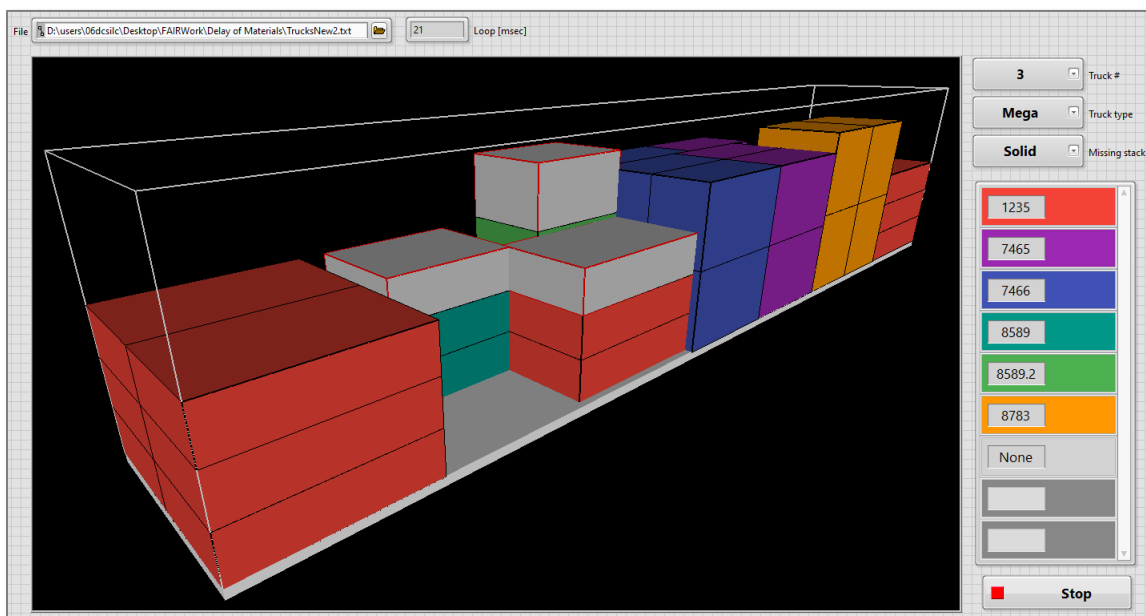 File D:\users\06dcsilc\Desktop\FAIRWork\Delay of Materials\TrucksNew2.txt 21 Loop [msec]
3 Truck #
Mega Truck type
Solid Missing stack
1235
7465
7466
8589
8589.2
8783
None
Stop